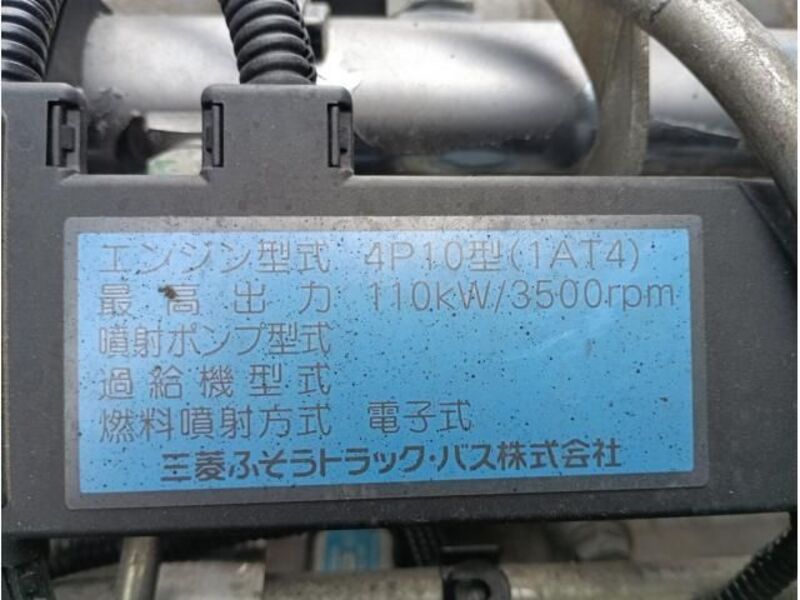 エンジン型式 4P10型(1AT4)
最高出力 110kW/3500rpm
噴射ポンプ型式
過給機型式
燃料噴射方式 電子式
三菱ふそうトラック・バス株式会社